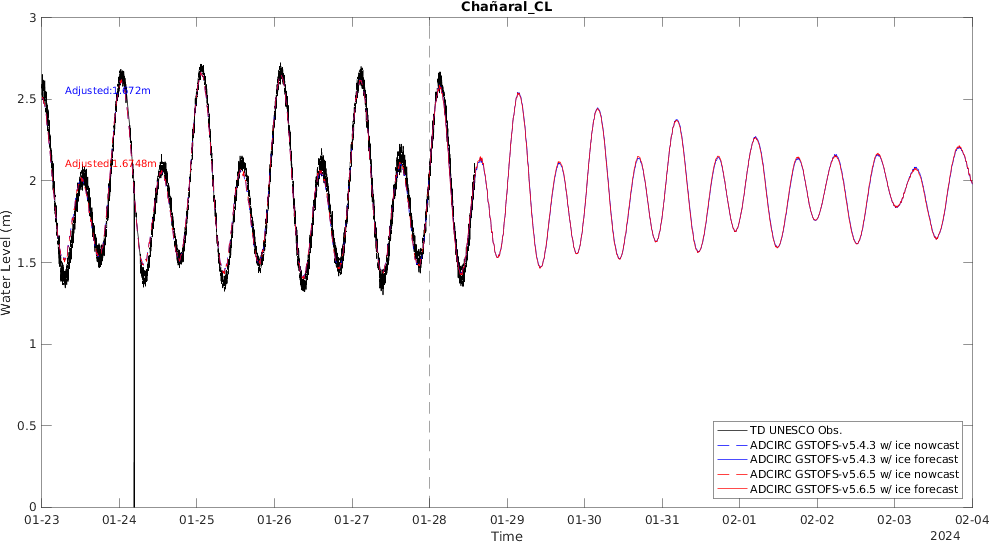 Chañaral_CL
3
2.5
2
1.5
1
0.5
0
Water Level (m)
Adjusted:1.672m
Adjusted:1.6748m
TD UNESCO Obs.
ADCIRC GSTOFS-v5.4.3 w/ ice nowcast
ADCIRC GSTOFS-v5.4.3 w/ ice forecast
ADCIRC GSTOFS-v5.6.5 w/ ice nowcast
ADCIRC GSTOFS-v5.6.5 w/ ice forecast
01-23 01-24 01-25 01-26 01-27 01-28 01-29 01-30 01-31 02-01 02-02 02-03 02-04
Time
2024